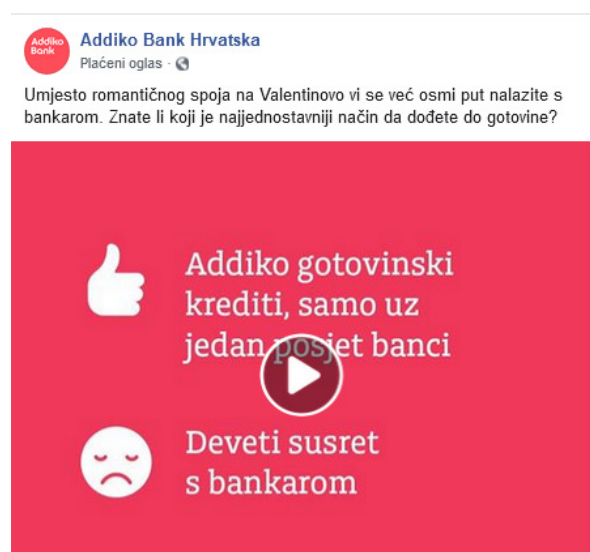 Addiko
Bank
Addiko Bank Hrvatska
Plaćeni oglas ·
Umjesto romantičnog spoja na Valentinovo vi se već osmi put nalazite s
bankarom. Znate li koji je najjednostavniji način da dođete do gotovine?
Addiko gotovinski
krediti, samo uz
jedan posjet banci
Deveti susret
s bankarom